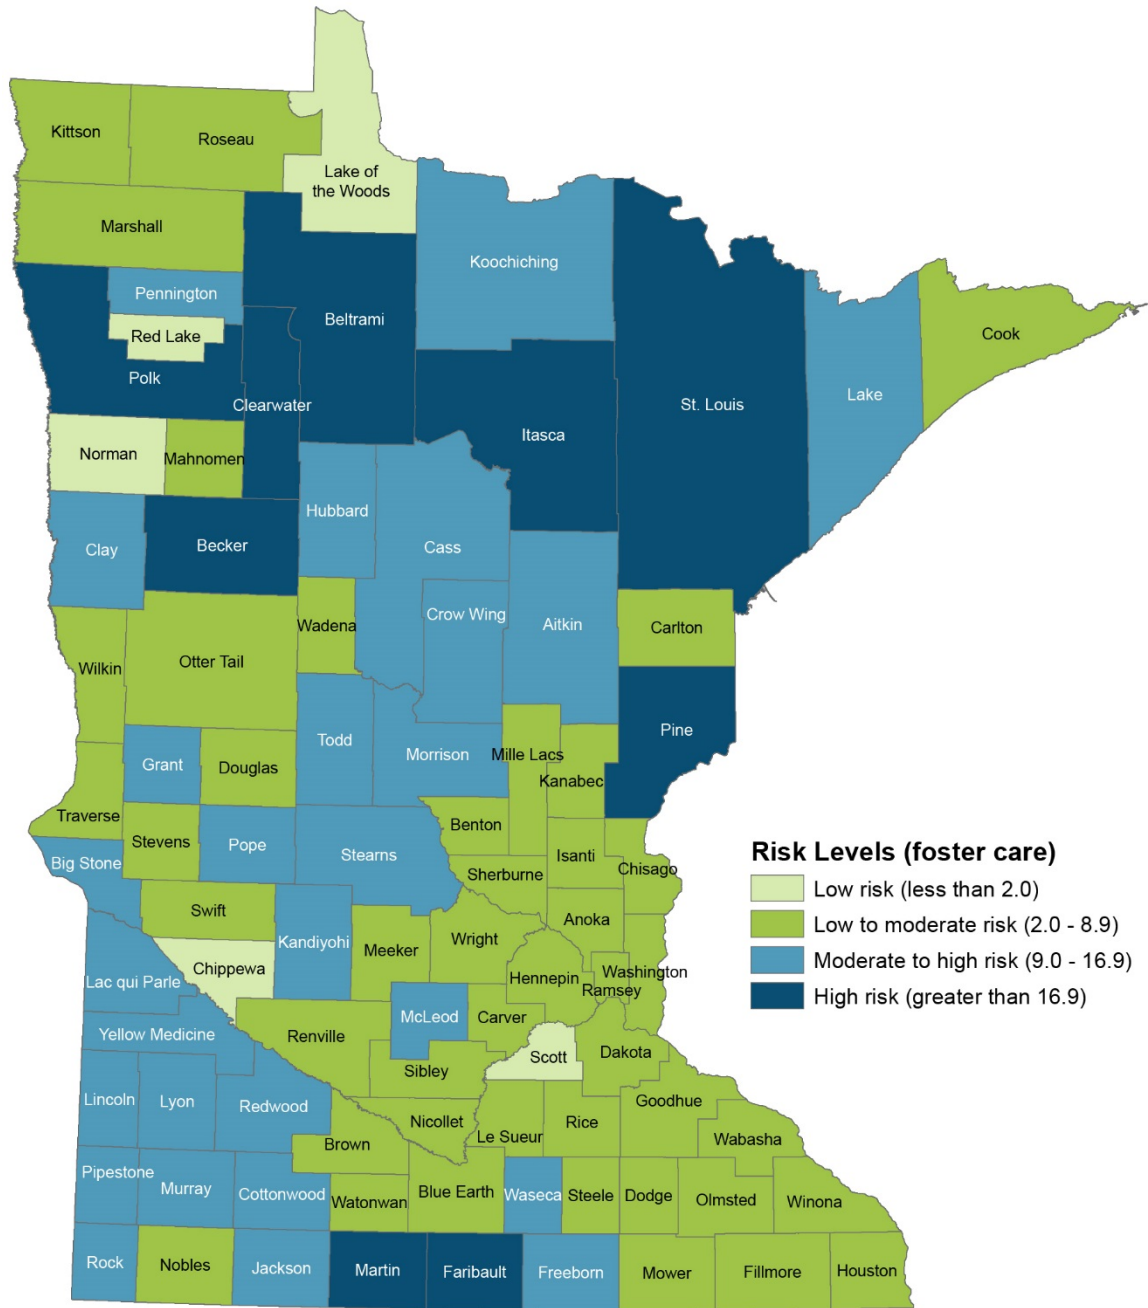 Kittson
Roseau
Lake of
the Woods
Marshall
Koochiching
Pennington
Beltrami
Red Lake
Cook
Polk
Clearwater
St. Louis
Lake
Itasca
Norman
Mahnomen
Hubbard
Becker
Clay
Cass
Crow Wing
Wadena
Aitkin
Carlton
Otter Tail
Wilkin
Pine
Todd
Morrison
Mille Lacs
Grant
Douglas
Kanabec
Traverse
Benton
Stevens
Pope
Stearns
Big Stone
Isanti
Chisago
Sherburne
Swift
Anoka
Kandiyohi
Meeker
Wright
Chippewa
Hennepin
Washington
Lac qui Parle
Ramsey
McLeod
Carver
Yellow Medicine
Renville
Scott
Dakota
Sibley
Lincoln
Lyon
Redwood
Goodhue
Nicollet
Rice
Le Sueur
Wabasha
Brown
Pipestone
Murray
Cottonwood
Blue Earth
Waseca
Steele
Dodge
Olmsted
Winona
Watonwan
Rock
Nobles
Jackson
Martin
Faribault
Freeborn
Mower
Fillmore
Houston
Risk Levels (foster care)
Low risk (less than 2.0)
Low to moderate risk (2.0 - 8.9)
Moderate to high risk (9.0 - 16.9)
High risk (greater than 16.9)